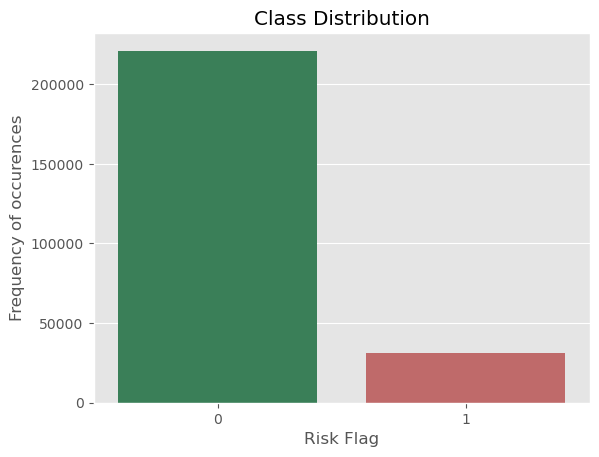 Class Distribution
Frequency of occurences
200000
150000
100000
50000
0
0 1
Risk Flag